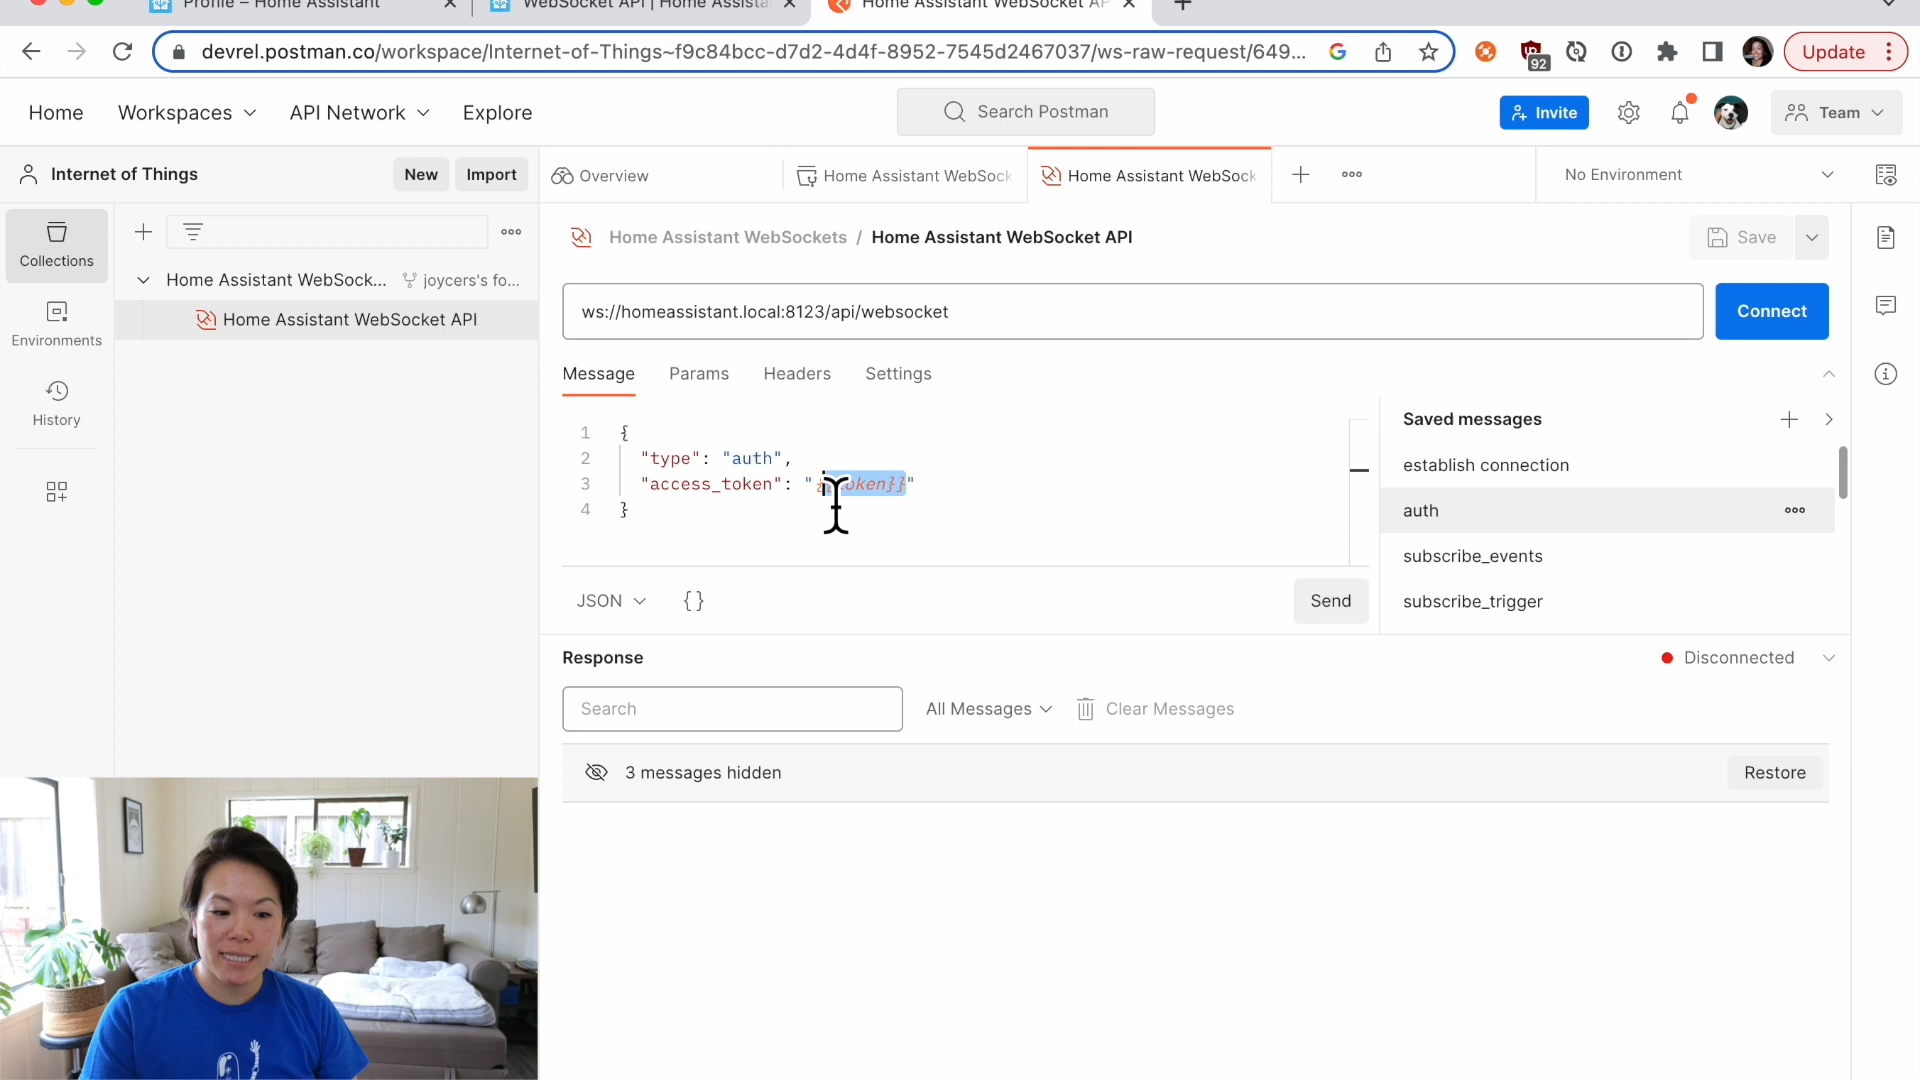 Profile – Home Assistant
WebSocket API | Home Assista
Home Assistant WebSocket AP
devrel.postman.co/workspace/Internet-of-Things~f9c84bcc-d7d2-4d4f-8952-7545d2467037/ws-raw-request/649...
92
Update
Home
Workspaces
API Network
Explore
Search Postman
Invite
Team
Internet of Things
New
Import
Overview
Home Assistant WebSock
Home Assistant WebSock
No Environment
Collections
Environments
History
Home Assistant WebSock...
joycers's fo...
Home Assistant WebSocket API
Home Assistant WebSockets / Home Assistant WebSocket API
Save
ws://homeassistant.local:8123/api/websocket
Connect
Message
Params
Headers
Settings
1 {
2 "type": "auth",
3 "access_token": "{{token}}"
4 }
JSON
{}
Send
Saved messages
establish connection
auth
subscribe_events
subscribe_trigger
Response
Disconnected
Search
All Messages
Clear Messages
3 messages hidden
Restore